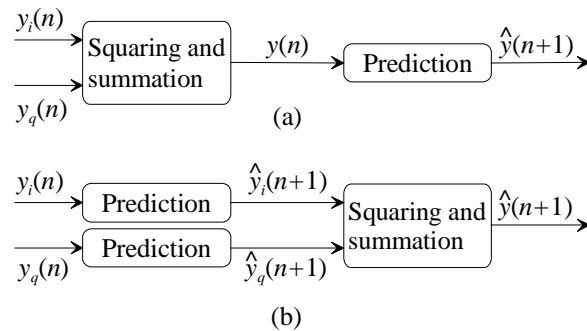 y_i(n)
Squaring and
summation
y(n)
Prediction
ŷ(n+1)
y_q(n)
(a)
y_i(n)
Prediction
ŷ_i(n+1)
Squaring and
summation
ŷ(n+1)
y_q(n)
Prediction
ŷ_q(n+1)
(b)